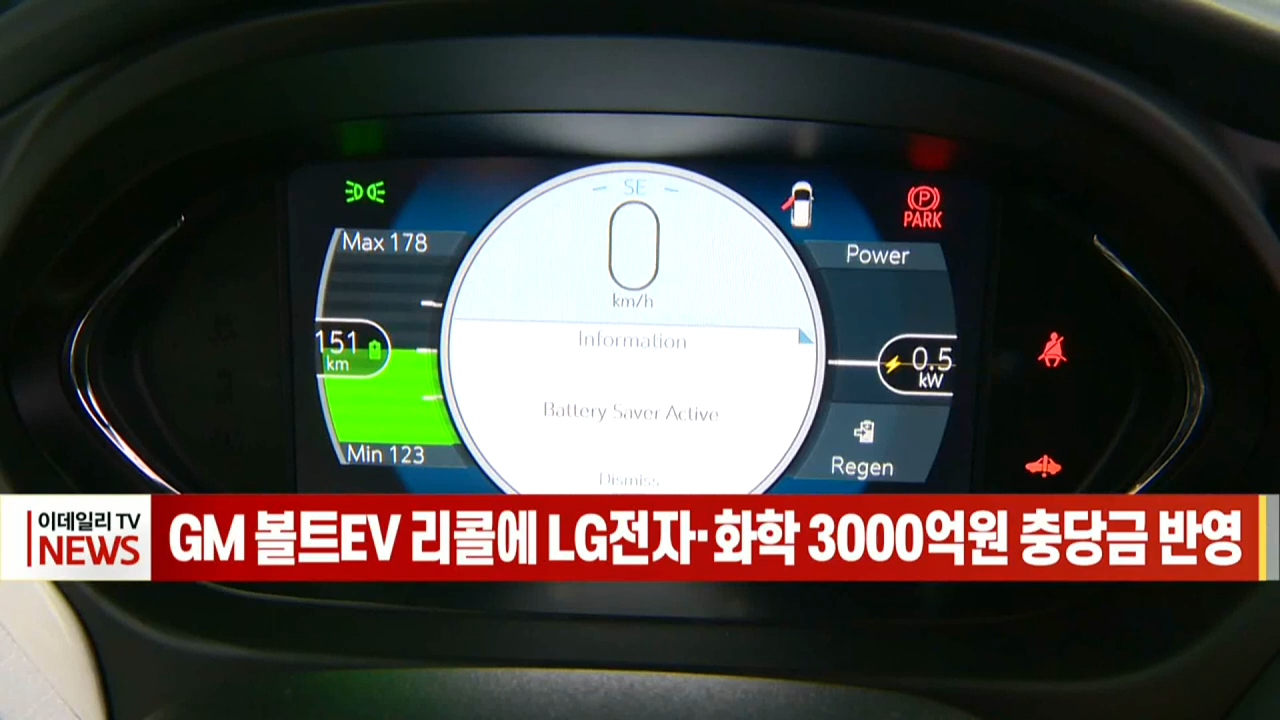 SE
0
km/h
Information
Battery Saver Active
Dismiss
Max 178
151
km
Min 123
P
PARK
Power
0.5
kW
Regen
이데일리 TV
NEWS
GM 볼트EV 리콜에 LG전자·화학 3000억원 충당금 반영